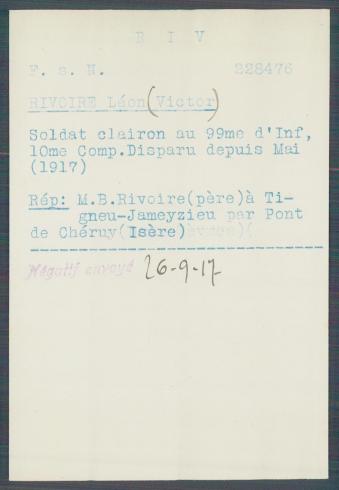 R I V
F. s. N. 228476
RIVOIRE Léon(Victor)
Soldat clairon au 99me d'Inf,
10me Comp.Disparu depuis Mai
(1917)
Rép: M.B.Rivoire(père)à Ti-
gneu-Jameyzieu par Pont
de Chéruy(Isère)
Négatif envoyé 26-9-17